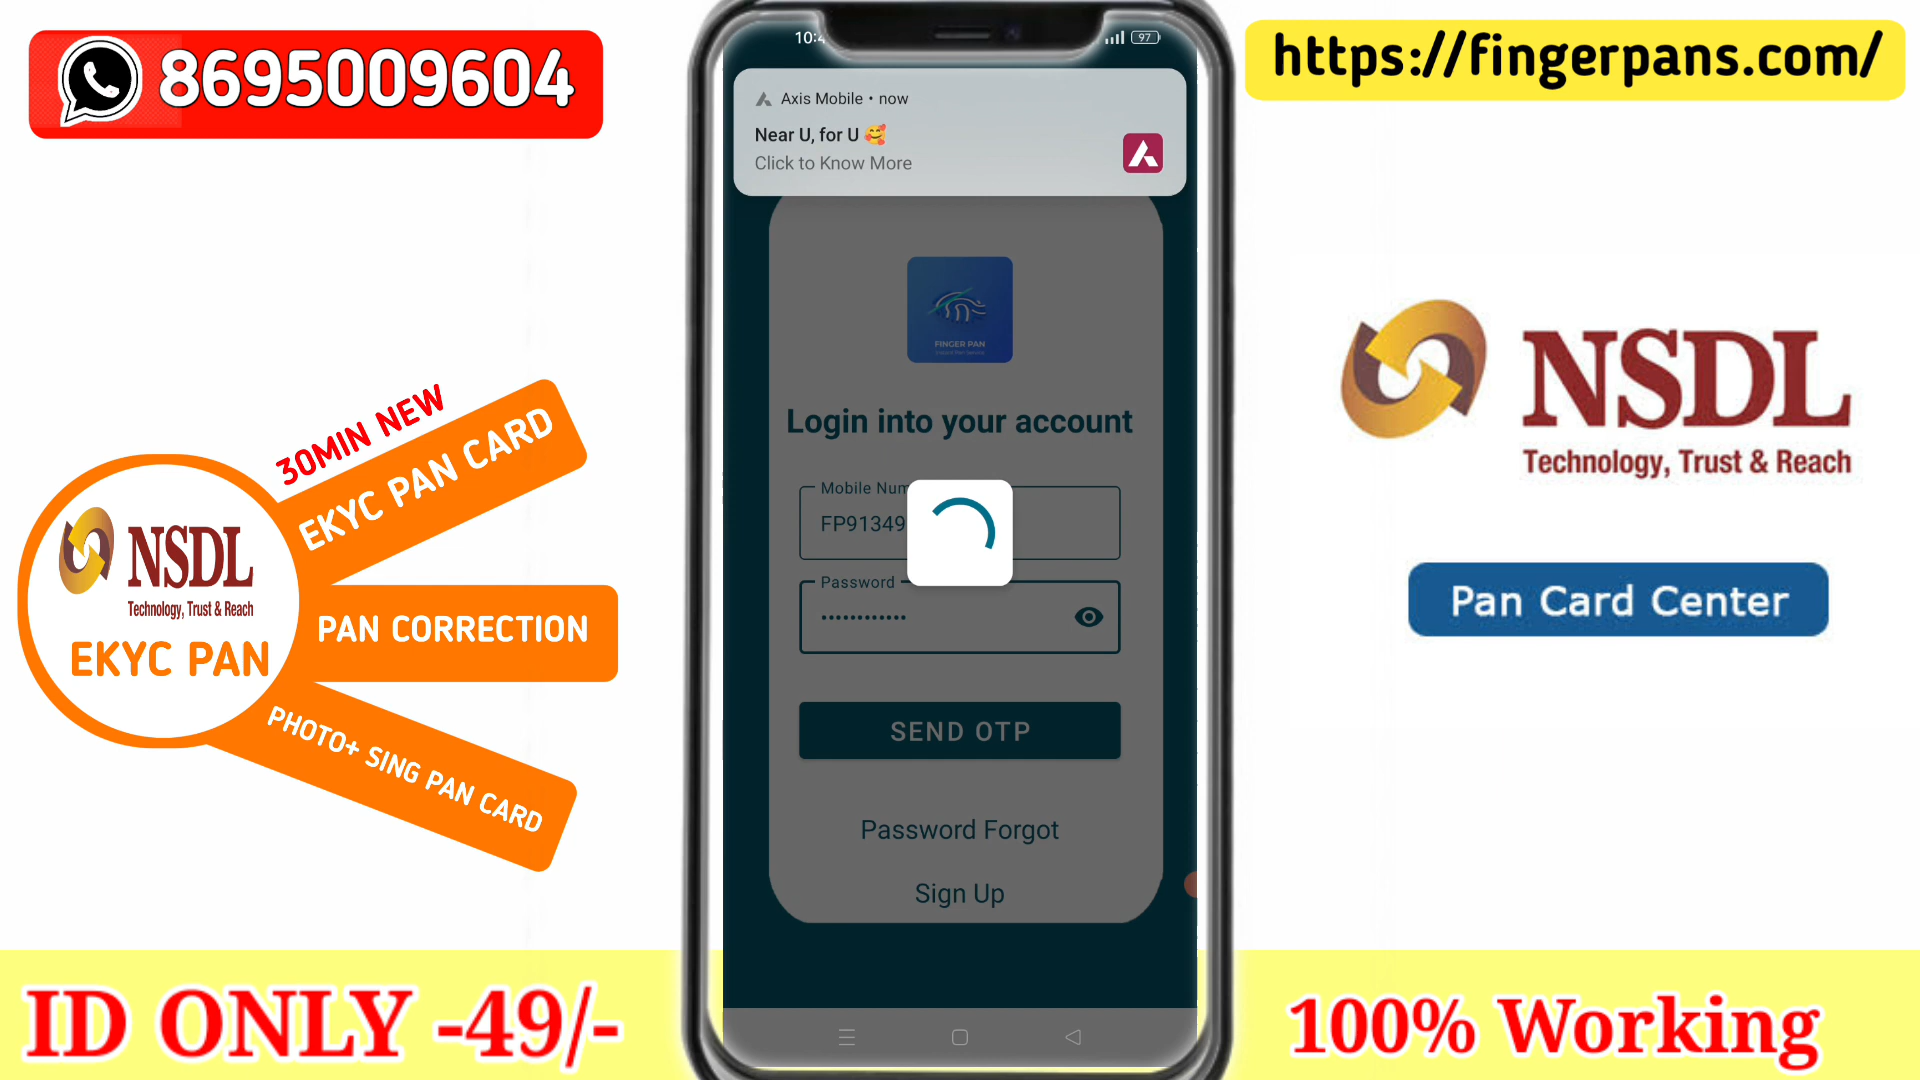 8695009604
https://fingerpans.com/
10:4
97
Axis Mobile • now
Near U, for U 🥰
Click to Know More
FINGER PAN
Login into your account
Mobile Num
FP91349
Password
••••••••••••
SEND OTP
Password Forgot
Sign Up
30MIN NEW
EKYC PAN CARD
NSDL
Technology, Trust & Reach
EKYC PAN
PAN CORRECTION
PHOTO+ SING PAN CARD
NSDL
Technology, Trust & Reach
Pan Card Center
ID ONLY -49/-
100% Working